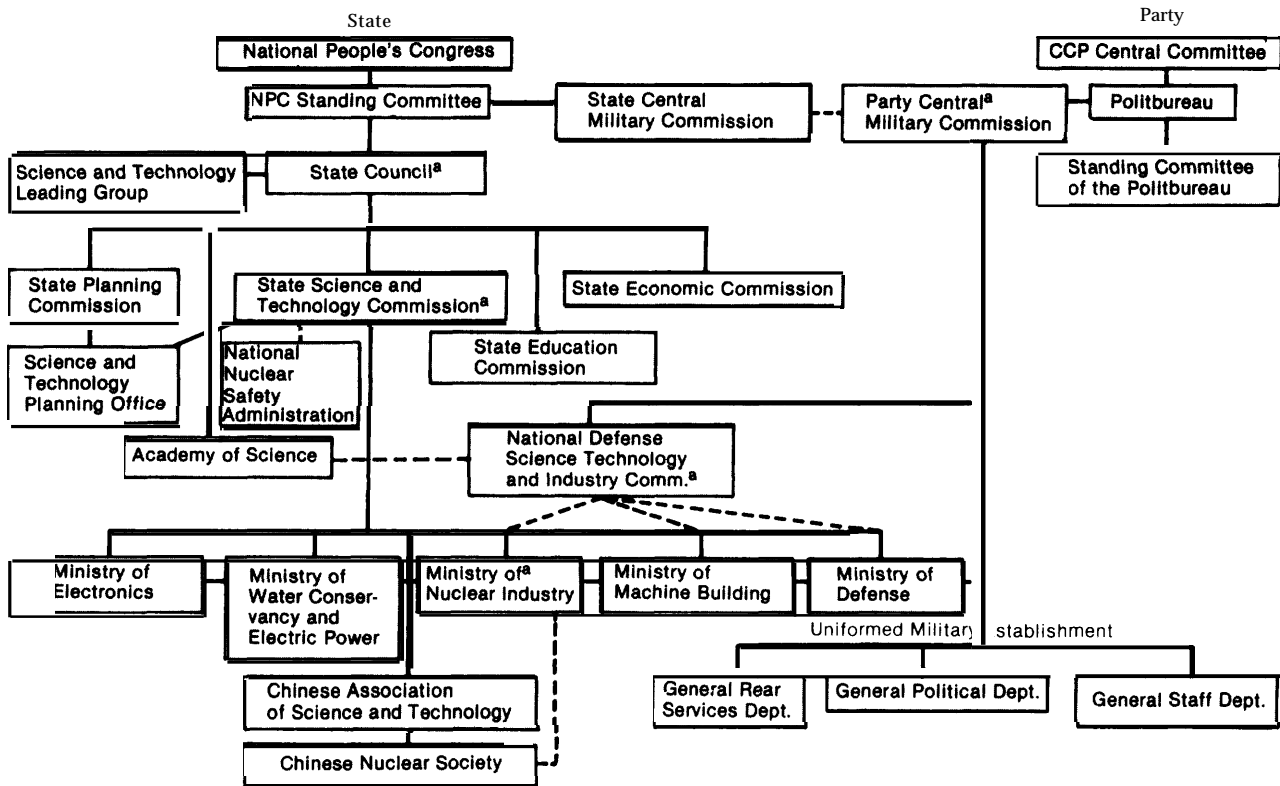 State
Party
National People's Congress
CCP Central Committee
NPC Standing Committee
State Central
Military Commission
Party Central a
Military Commission
Politbureau
Science and Technology
Leading Group
State Council a
Standing Committee
of the Politbureau
State Planning
Commission
State Science and
Technology Commission a
State Economic Commission
Science and
Technology
Planning Office
National
Nuclear
Safety
Administration
State Education
Commission
Academy of Science
National Defense
Science Technology
and Industry Comm. a
Ministry of
Electronics
Ministry of
Water Conser-
vancy and
Electric Power
Ministry of a
Nuclear Industry
Ministry of
Machine Building
Ministry of
Defense
Uniformed Military stablishment
Chinese Association
of Science and Technology
General Rear
Services Dept.
General Political Dept.
General Staff Dept.
Chinese Nuclear Society